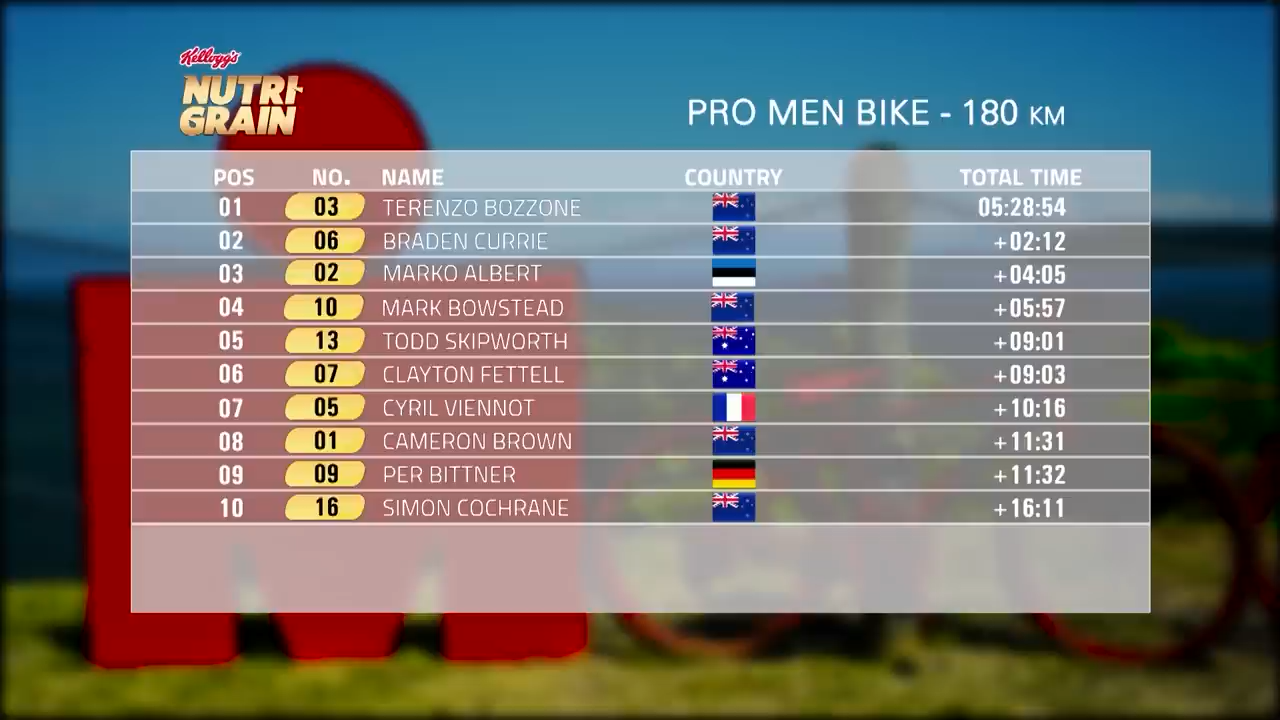 Kellogg's
NUTRI-
GRAIN
PRO MEN BIKE - 180 KM
POS NO. NAME COUNTRY TOTAL TIME
01 03 TERENZO BOZZONE 05:28:54
02 06 BRADEN CURRIE +02:12
03 02 MARKO ALBERT +04:05
04 10 MARK BOWSTEAD +05:57
05 13 TODD SKIPWORTH +09:01
06 07 CLAYTON FETTELL +09:03
07 05 CYRIL VIENNOT +10:16
08 01 CAMERON BROWN +11:31
09 09 PER BITTNER +11:32
10 16 SIMON COCHRANE +16:11